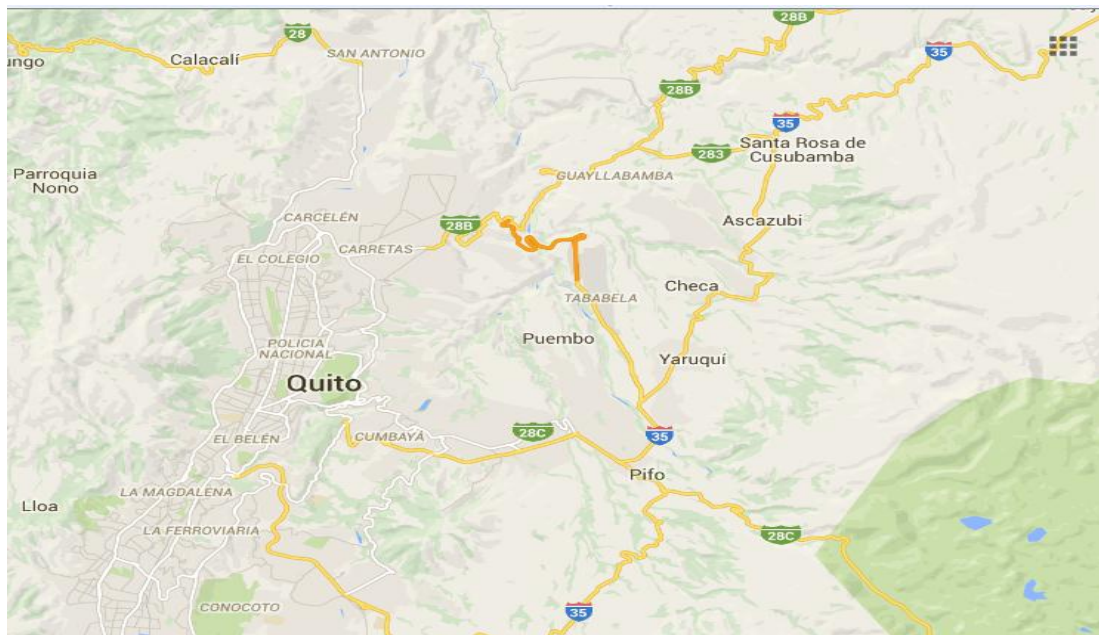 28B
28
SAN ANTONIO
Calacalí
ungo
35
28B
35
Santa Rosa de
Cusubamba
283
GUAYLLABAMBA
Parroquia
Nono
CARCELÉN
28B
Ascazubi
CARRETAS
EL COLEGIO
Checa
TABABELA
Puembo
POLICIA
NACIONAL
Yaruquí
Quito
EL BELÉN
CUMBAYÁ
28C
35
Pifo
LA MAGDALENA
Lloa
LA FERROVIARIA
28C
CONOCOTO
35